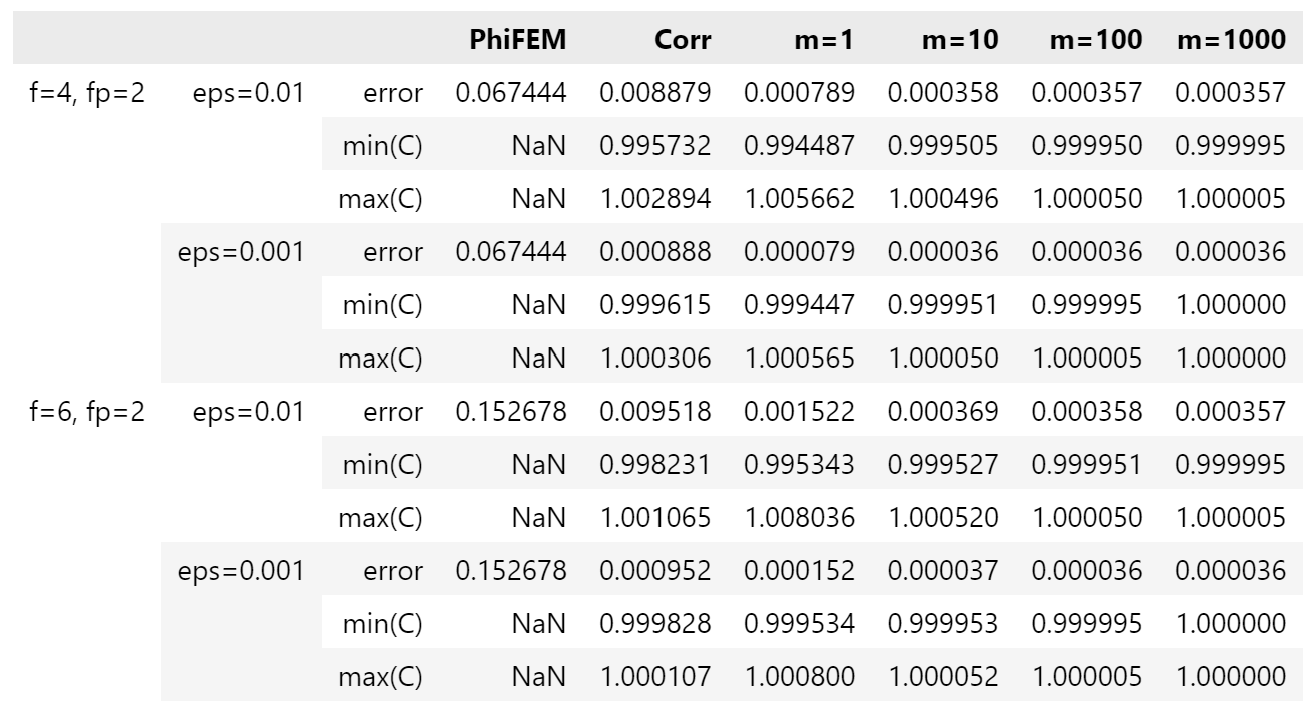 PhiFEM Corr m=1 m=10 m=100 m=1000
f=4, fp=2 eps=0.01 error 0.067444 0.008879 0.000789 0.000358 0.000357 0.000357
min(C) NaN 0.995732 0.994487 0.999505 0.999950 0.999995
max(C) NaN 1.002894 1.005662 1.000496 1.000050 1.000005
eps=0.001 error 0.067444 0.000888 0.000079 0.000036 0.000036 0.000036
min(C) NaN 0.999615 0.999447 0.999951 0.999995 1.000000
max(C) NaN 1.000306 1.000565 1.000050 1.000005 1.000000
f=6, fp=2 eps=0.01 error 0.152678 0.009518 0.001522 0.000369 0.000358 0.000357
min(C) NaN 0.998231 0.995343 0.999527 0.999951 0.999995
max(C) NaN 1.001065 1.008036 1.000520 1.000050 1.000005
eps=0.001 error 0.152678 0.000952 0.000152 0.000037 0.000036 0.000036
min(C) NaN 0.999828 0.999534 0.999953 0.999995 1.000000
max(C) NaN 1.000107 1.000800 1.000052 1.000005 1.000000